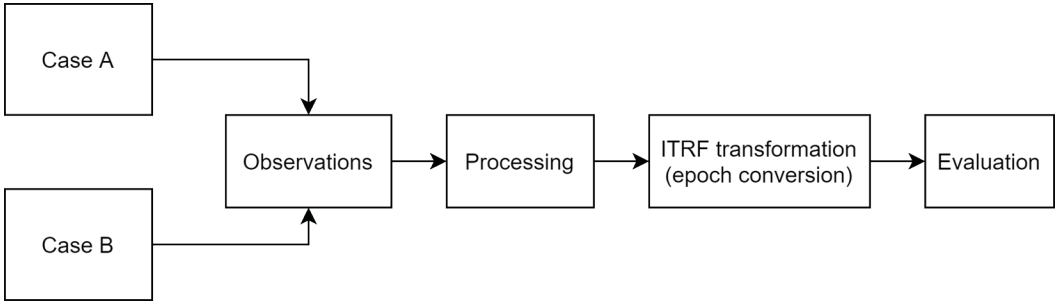 Case A
Observations
Processing
ITRF transformation
(epoch conversion)
Evaluation
Case B